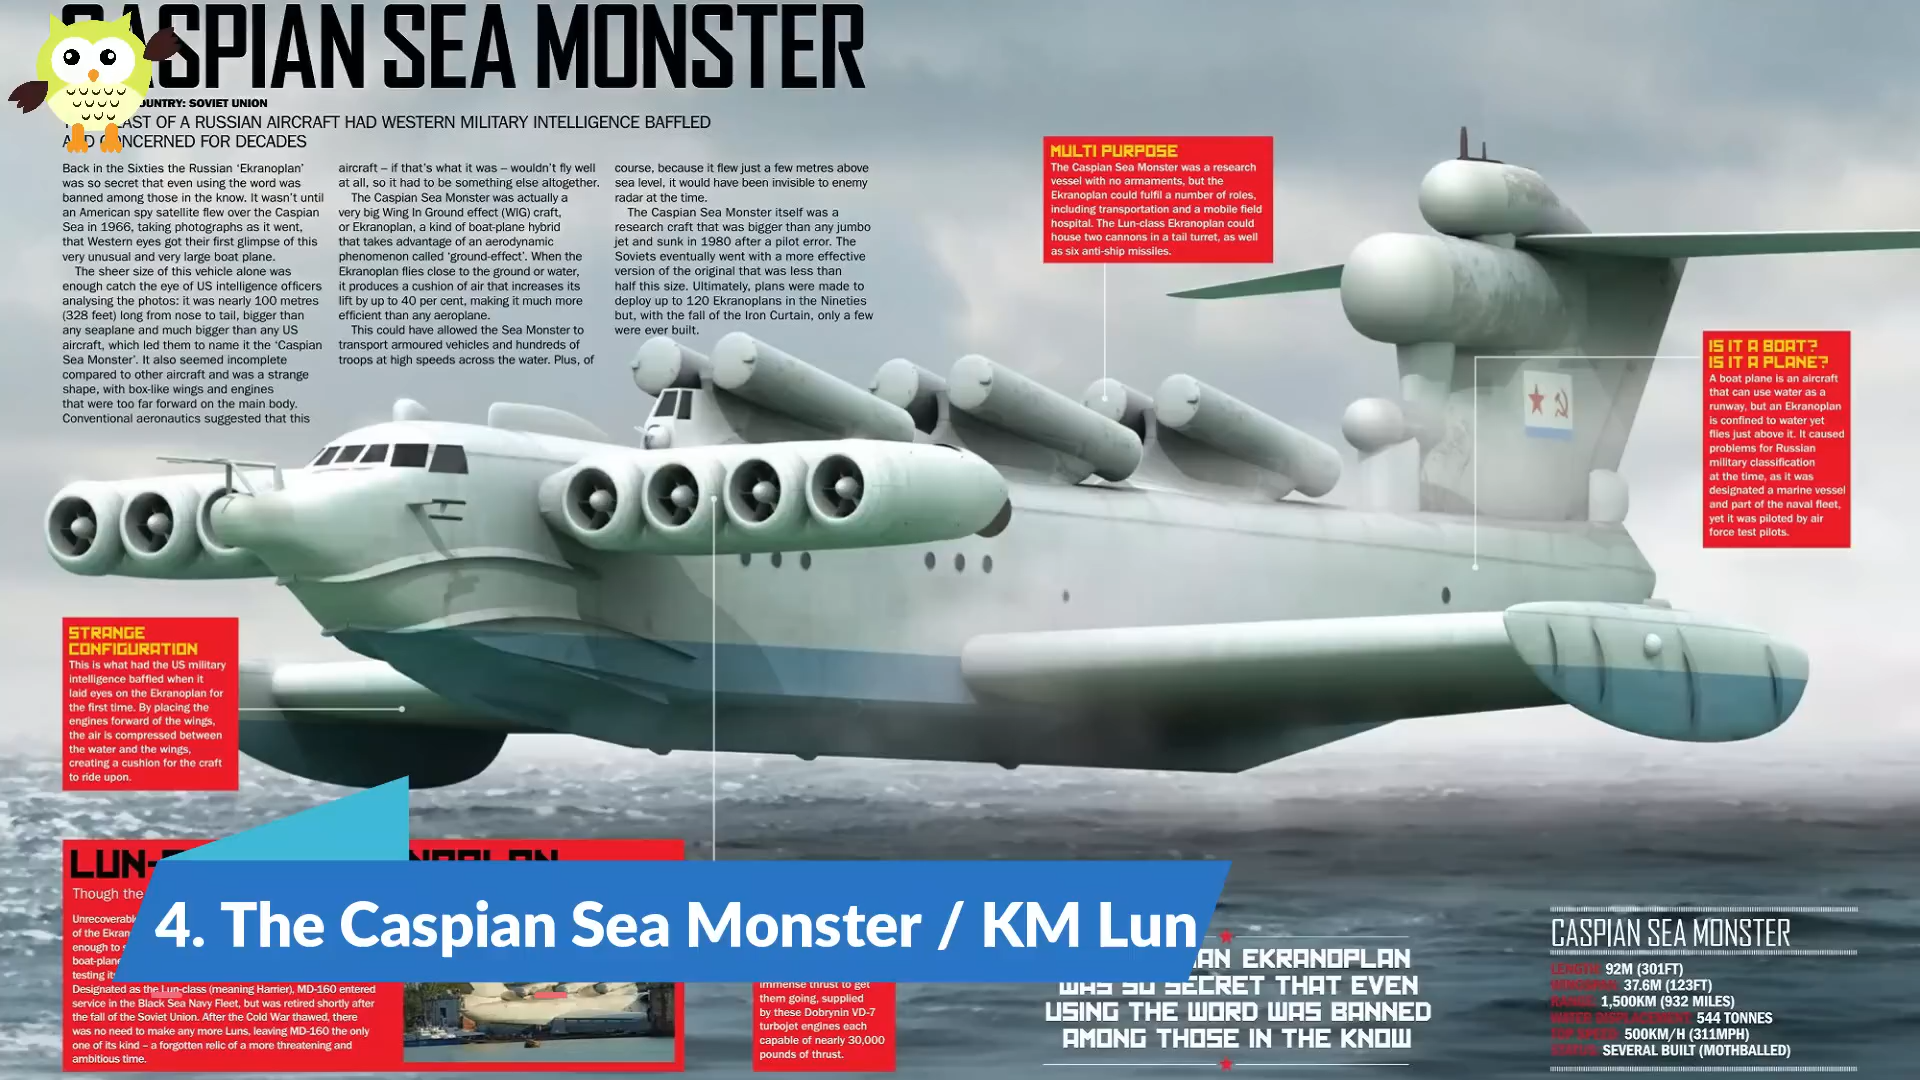 CASPIAN SEA MONSTER
COUNTRY: SOVIET UNION
LAST OF A RUSSIAN AIRCRAFT HAD WESTERN MILITARY INTELLIGENCE BAFFLED
AND CONCERNED FOR DECADES
Back in the Sixties the Russian ‘Ekranoplan’
was so secret that even using the word was
banned among those in the know. It wasn’t until
an American spy satellite flew over the Caspian
Sea in 1966, taking photographs as it went,
that Western eyes got their first glimpse of this
very unusual and very large boat plane.
The sheer size of this vehicle alone was
enough catch the eye of US intelligence officers
analysing the photos: it was nearly 100 metres
(328 feet) long from nose to tail, bigger than
any seaplane and much bigger than any US
aircraft, which led them to name it the ‘Caspian
Sea Monster’. It also seemed incomplete
compared to other aircraft and was a strange
shape, with box-like wings and engines
that were too far forward on the main body.
Conventional aeronautics suggested that this
aircraft – if that’s what it was – wouldn’t fly well
at all, so it had to be something else altogether.
The Caspian Sea Monster was actually a
very big Wing In Ground effect (WIG) craft,
or Ekranoplan, a kind of boat-plane hybrid
that takes advantage of an aerodynamic
phenomenon called ‘ground-effect’. When the
Ekranoplan flies close to the ground or water,
it produces a cushion of air that increases its
lift by up to 40 per cent, making it much more
efficient than any aeroplane.
This could have allowed the Sea Monster to
transport armoured vehicles and hundreds of
troops at high speeds across the water. Plus, of
course, because it flew just a few metres above
sea level, it would have been invisible to enemy
radar at the time.
The Caspian Sea Monster itself was a
research craft that was bigger than any jumbo
jet and sunk in 1980 after a pilot error. The
Soviets eventually went with a more effective
version of the original that was less than
half this size. Ultimately, plans were made to
deploy up to 120 Ekranoplans in the Nineties
but, with the fall of the Iron Curtain, only a few
were ever built.
MULTI PURPOSE
The Caspian Sea Monster was a research
vessel with no armaments, but the
Ekranoplan could fulfil a number of roles,
including transportation and a mobile field
hospital. The Lun-class Ekranoplan could
house two cannons in a tail turret, as well
as six anti-ship missiles.
IS IT A BOAT?
IS IT A PLANE?
A boat plane is an aircraft
that can use water as a
runway, but an Ekranoplan
is confined to water yet
flies just above it. It caused
problems for Russian
military classification
at the time, as it was
designated a marine vessel
and part of the naval fleet,
yet it was piloted by air
force test pilots.
STRANGE
CONFIGURATION
This is what had the US military
intelligence baffled when it
laid eyes on the Ekranoplan for
the first time. By placing the
engines forward of the wings,
the air is compressed between
the water and the wings,
creating a cushion for the craft
to ride upon.
LUN-
Though the
Unrecoverable
of the Ekran
enough to
boat-plane
testing it
Designated as the Lun-class (meaning Harrier), MD-160 entered
service in the Black Sea Navy Fleet, but was retired shortly after
the fall of the Soviet Union. After the Cold War thawed, there
was no need to make any more Luns, leaving MD-160 the only
one of its kind – a forgotten relic of a more threatening and
ambitious time.
4. The Caspian Sea Monster / KM Lun
immense thrust to get
them going, supplied
by these Dobrynin VD-7
turbojet engines each
capable of nearly 30,000
pounds of thrust.
AN EKRANOPLAN
WAS SO SECRET THAT EVEN
USING THE WORD WAS BANNED
AMONG THOSE IN THE KNOW
CASPIAN SEA MONSTER
LENGTH: 92M (301FT)
WINGSPAN: 37.6M (123FT)
RANGE: 1,500KM (932 MILES)
WATER DISPLACEMENT: 544 TONNES
TOP SPEED: 500KM/H (311MPH)
STATUS: SEVERAL BUILT (MOTHBALLED)